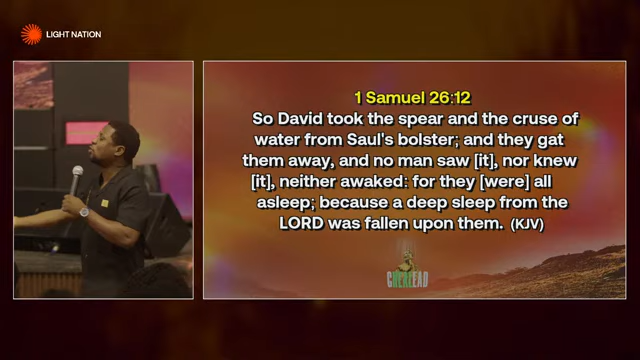 LIGHT NATION
1 Samuel 26:12
So David took the spear and the cruse of
water from Saul's bolster; and they gat
them away, and no man saw [it], nor knew
[it], neither awaked: for they [were] all
asleep; because a deep sleep from the
LORD was fallen upon them. (KJV)